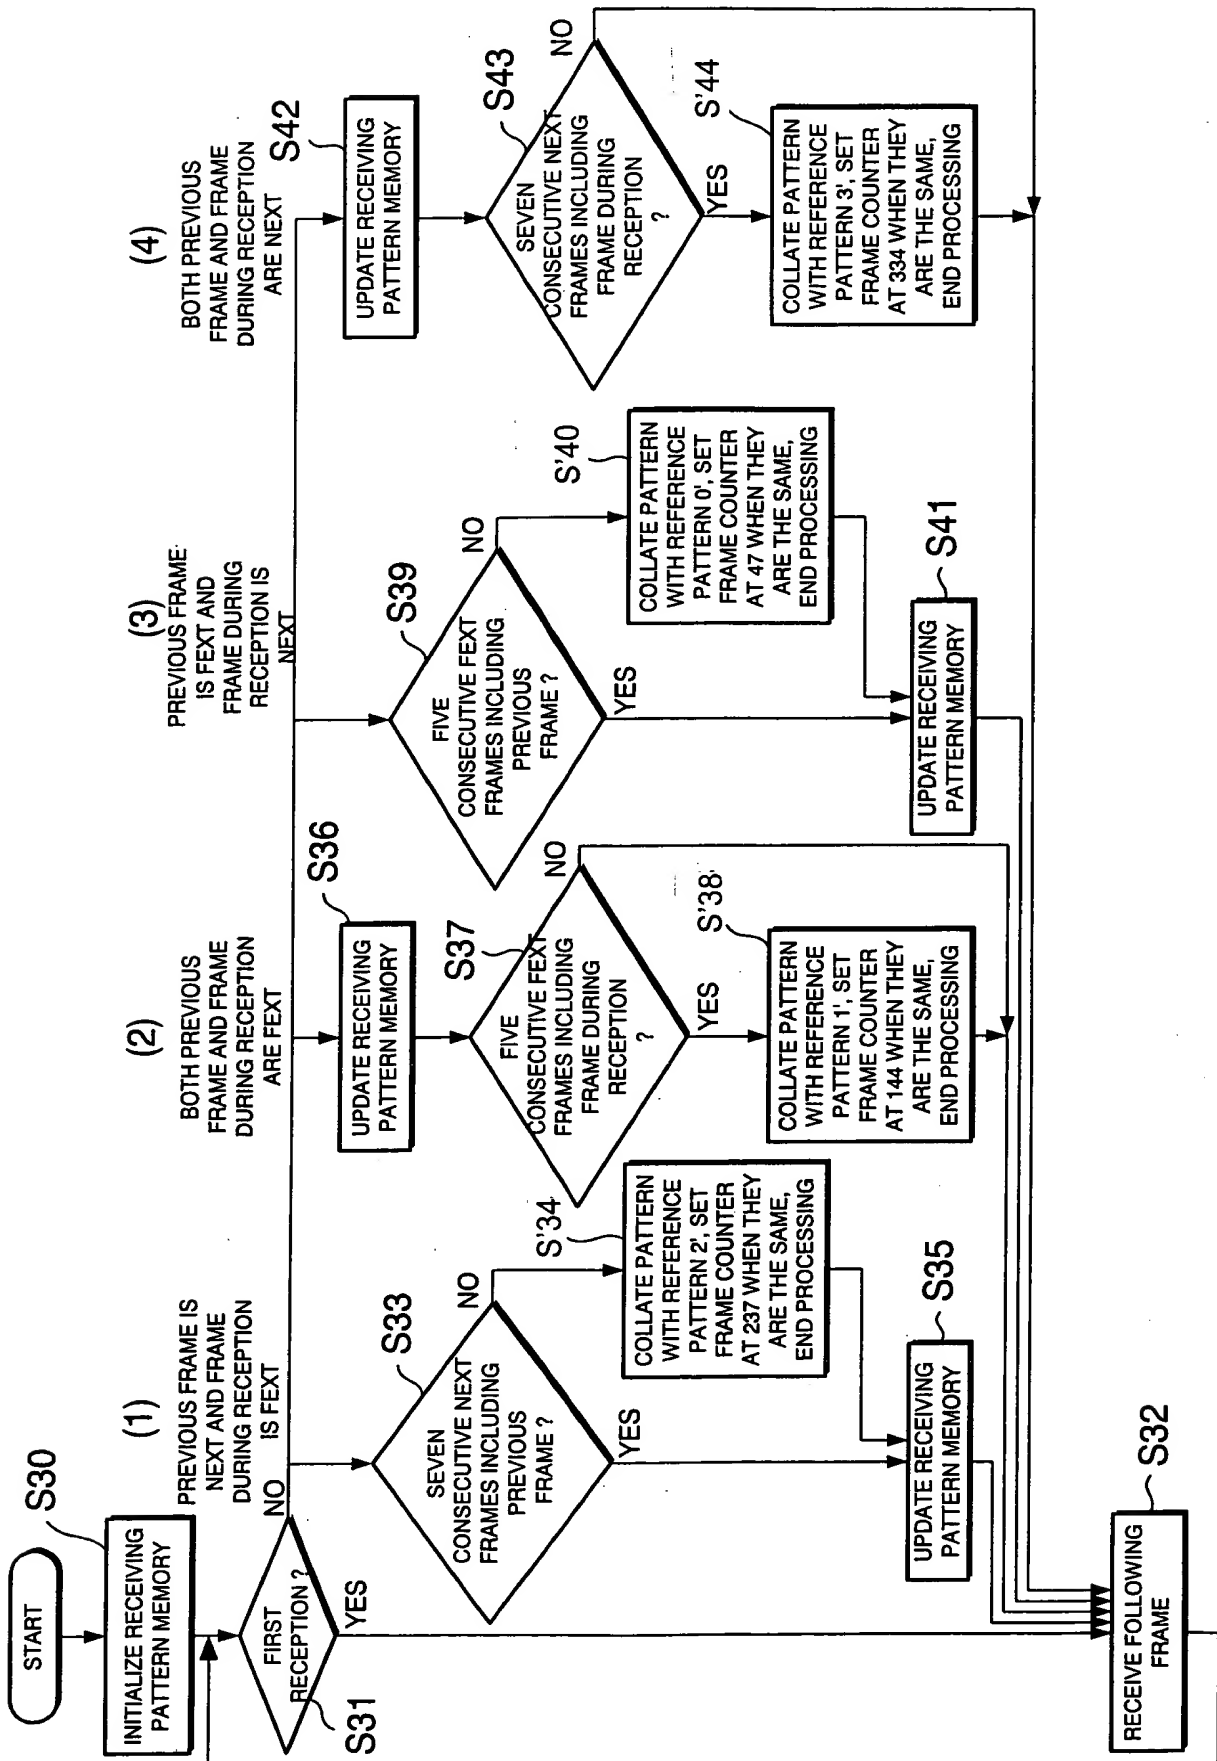 START
S30
INITIALIZE RECEIVING
PATTERN MEMORY
FIRST
RECEPTION ?
S31
NO
YES
(1)
PREVIOUS FRAME IS
NEXT AND FRAME
DURING RECEPTION
IS FEXT
S33
SEVEN
CONSECUTIVE NEXT
FRAMES INCLUDING
PREVIOUS
FRAME ?
NO
YES
S'34
COLLATE PATTERN
WITH REFERENCE
PATTERN 2', SET
FRAME COUNTER
AT 237 WHEN THEY
ARE THE SAME,
END PROCESSING
S35
UPDATE RECEIVING
PATTERN MEMORY
(2)
BOTH PREVIOUS
FRAME AND FRAME
DURING RECEPTION
ARE FEXT
S36
UPDATE RECEIVING
PATTERN MEMORY
S37
FIVE
CONSECUTIVE FEXT
FRAMES INCLUDING
FRAME DURING
RECEPTION
?
NO
YES
S'38
COLLATE PATTERN
WITH REFERENCE
PATTERN 1', SET
FRAME COUNTER
AT 144 WHEN THEY
ARE THE SAME,
END PROCESSING
(3)
PREVIOUS FRAME
IS FEXT AND
FRAME DURING
RECEPTION IS
NEXT
S39
FIVE
CONSECUTIVE FEXT
FRAMES INCLUDING
PREVIOUS
FRAME ?
NO
YES
S'40
COLLATE PATTERN
WITH REFERENCE
PATTERN 0', SET
FRAME COUNTER
AT 47 WHEN THEY
ARE THE SAME,
END PROCESSING
S41
UPDATE RECEIVING
PATTERN MEMORY
(4)
BOTH PREVIOUS
FRAME AND FRAME
DURING RECEPTION
ARE NEXT
S42
UPDATE RECEIVING
PATTERN MEMORY
S43
SEVEN
CONSECUTIVE NEXT
FRAMES INCLUDING
FRAME DURING
RECEPTION
?
NO
YES
S'44
COLLATE PATTERN
WITH REFERENCE
PATTERN 3', SET
FRAME COUNTER
AT 334 WHEN THEY
ARE THE SAME,
END PROCESSING
S32
RECEIVE FOLLOWING
FRAME